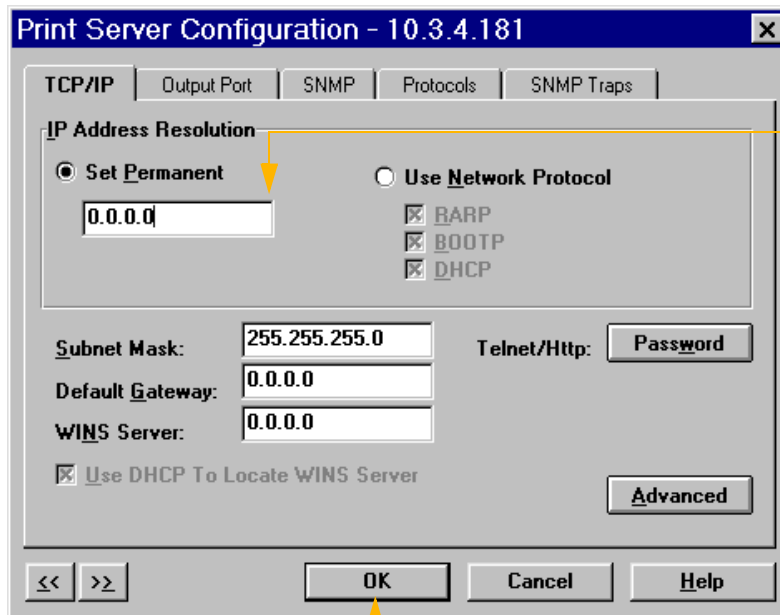 Print Server Configuration - 10.3.4.181
TCP/IP Output Port SNMP Protocols SNMP Traps
IP Address Resolution
Set Permanent Use Network Protocol
0.0.0.0 RARP
BOOTP
DHCP
Subnet Mask: 255.255.255.0 Telnet/Http: Password
Default Gateway: 0.0.0.0
WINS Server: 0.0.0.0
Use DHCP To Locate WINS Server
Advanced
<< >> OK Cancel Help